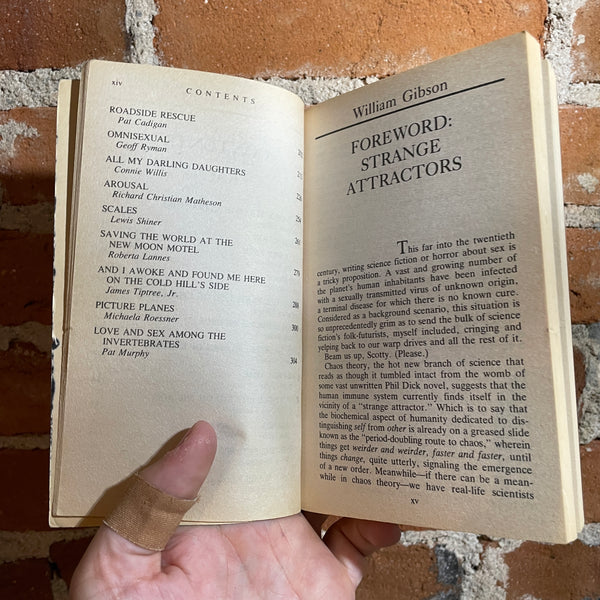 xiv
CONTENTS
ROADSIDE RESCUE
Pat Cadigan
OMNISEXUAL
Geoff Ryman
ALL MY DARLING DAUGHTERS
Connie Willis
AROUSAL
Richard Christian Matheson
SCALES
Lewis Shiner
SAVING THE WORLD AT THE
NEW MOON MOTEL
Roberta Lannes
AND I AWOKE AND FOUND ME HERE
ON THE COLD HILL'S SIDE
James Tiptree, Jr.
PICTURE PLANES
Michaela Roessner
LOVE AND SEX AMONG THE
INVERTEBRATES
Pat Murphy
226
254
261
276
288
300
304
William Gibson
FOREWORD:
STRANGE
ATTRACTORS
This far into the twentieth
century, writing science fiction or horror about sex is
a tricky proposition. A vast and growing number of
the planet's human inhabitants have been infected
with a sexually transmitted virus of unknown origin,
a terminal disease for which there is no known cure.
Considered as a background scenario, this situation is
so unprecedentedly grim as to send the bulk of science
fiction's folk-futurists, myself included, cringing and
yelping back to our warp drives and all the rest of it.
Beam us up, Scotty. (Please.)
Chaos theory, the hot new branch of science that
reads as though it tumbled intact from the womb of
some vast unwritten Phil Dick novel, suggests that the
human immune system currently finds itself in the
vicinity of a "strange attractor." Which is to say that
the biochemical aspect of humanity dedicated to dis-
tinguishing self from other is already on a greased slide
known as the "period-doubling route to chaos," wherein
things get weirder and weirder, faster and faster, until
things change, quite utterly, signaling the emergence
of a new order. Meanwhile—if there can be a mean-
while in chaos theory—we have real-life scientists
xv